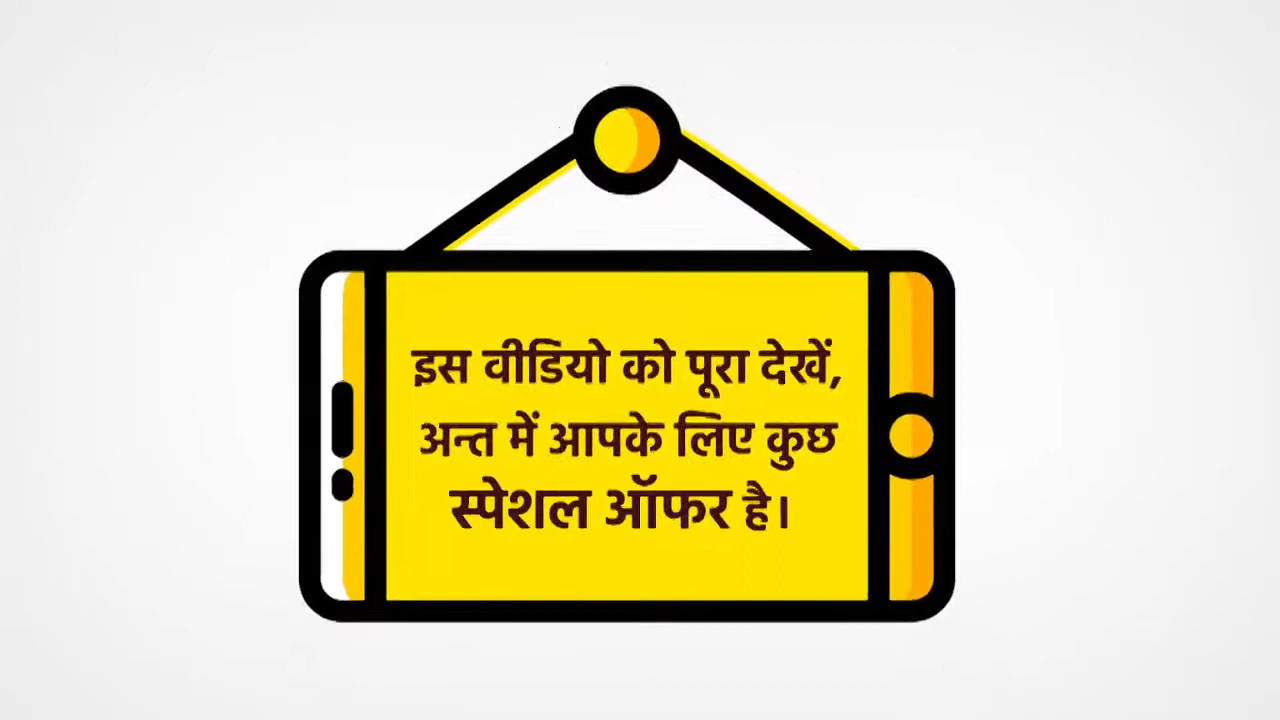 इस वीडियो को पूरा देखें,
अन्त में आपके लिए कुछ
स्पेशल ऑफर है।